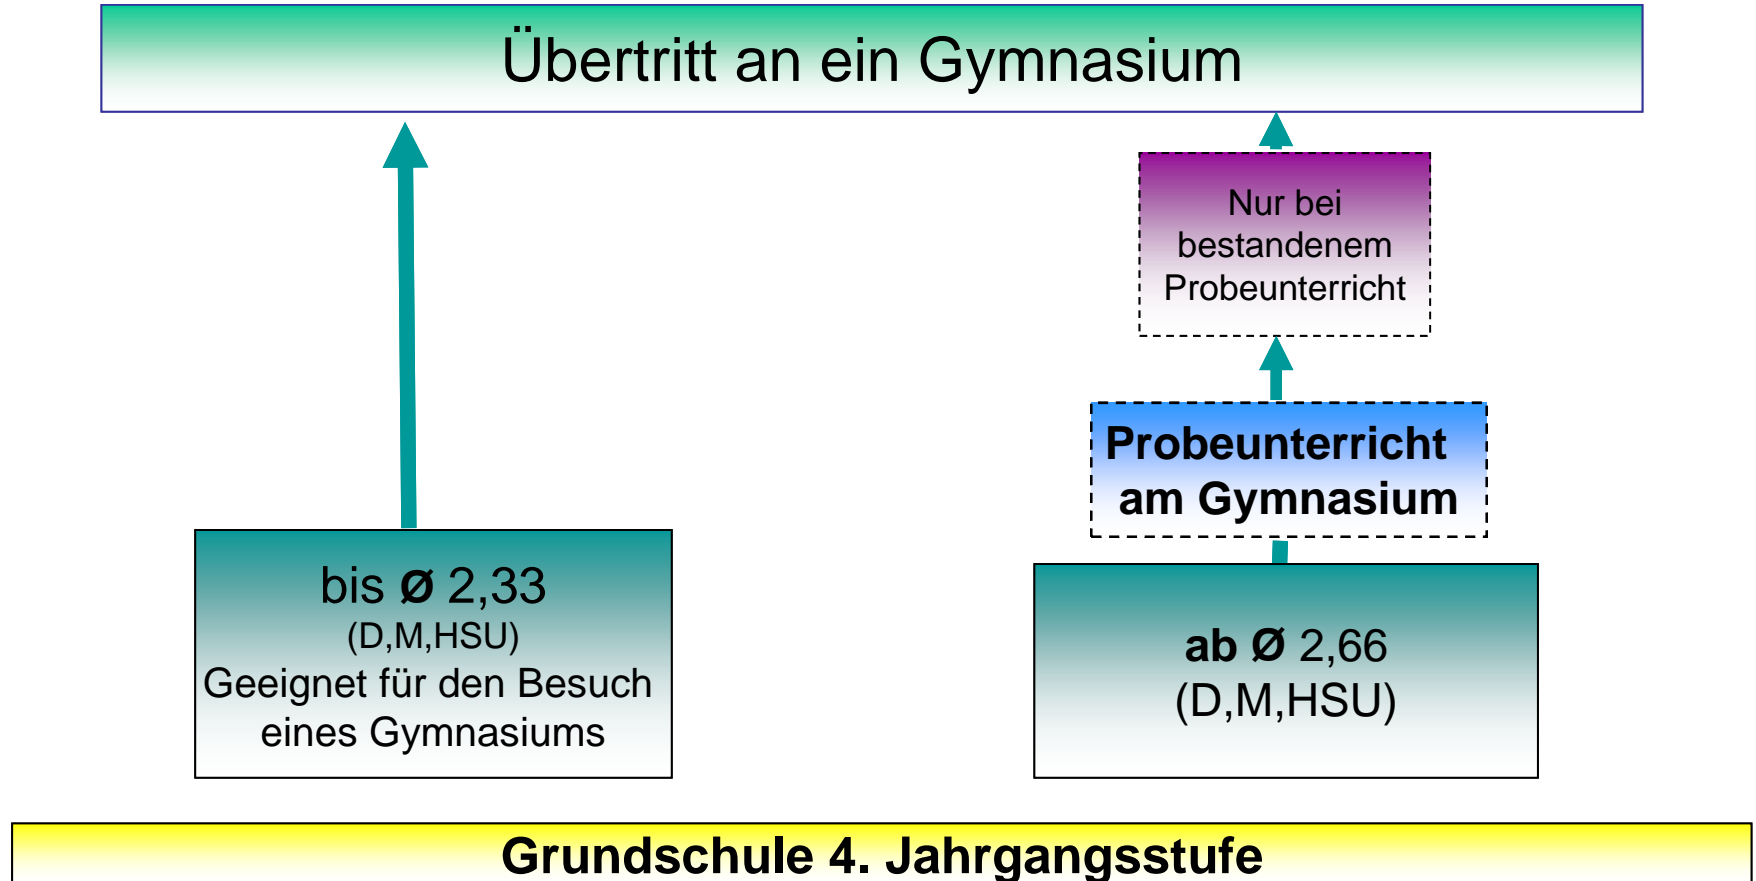 Übertritt an ein Gymnasium
Nur bei
bestandenem
Probeunterricht
Probeunterricht
am Gymnasium
bis Ø 2,33
(D,M,HSU)
Geeignet für den Besuch
eines Gymnasiums
ab Ø 2,66
(D,M,HSU)
Grundschule 4. Jahrgangsstufe